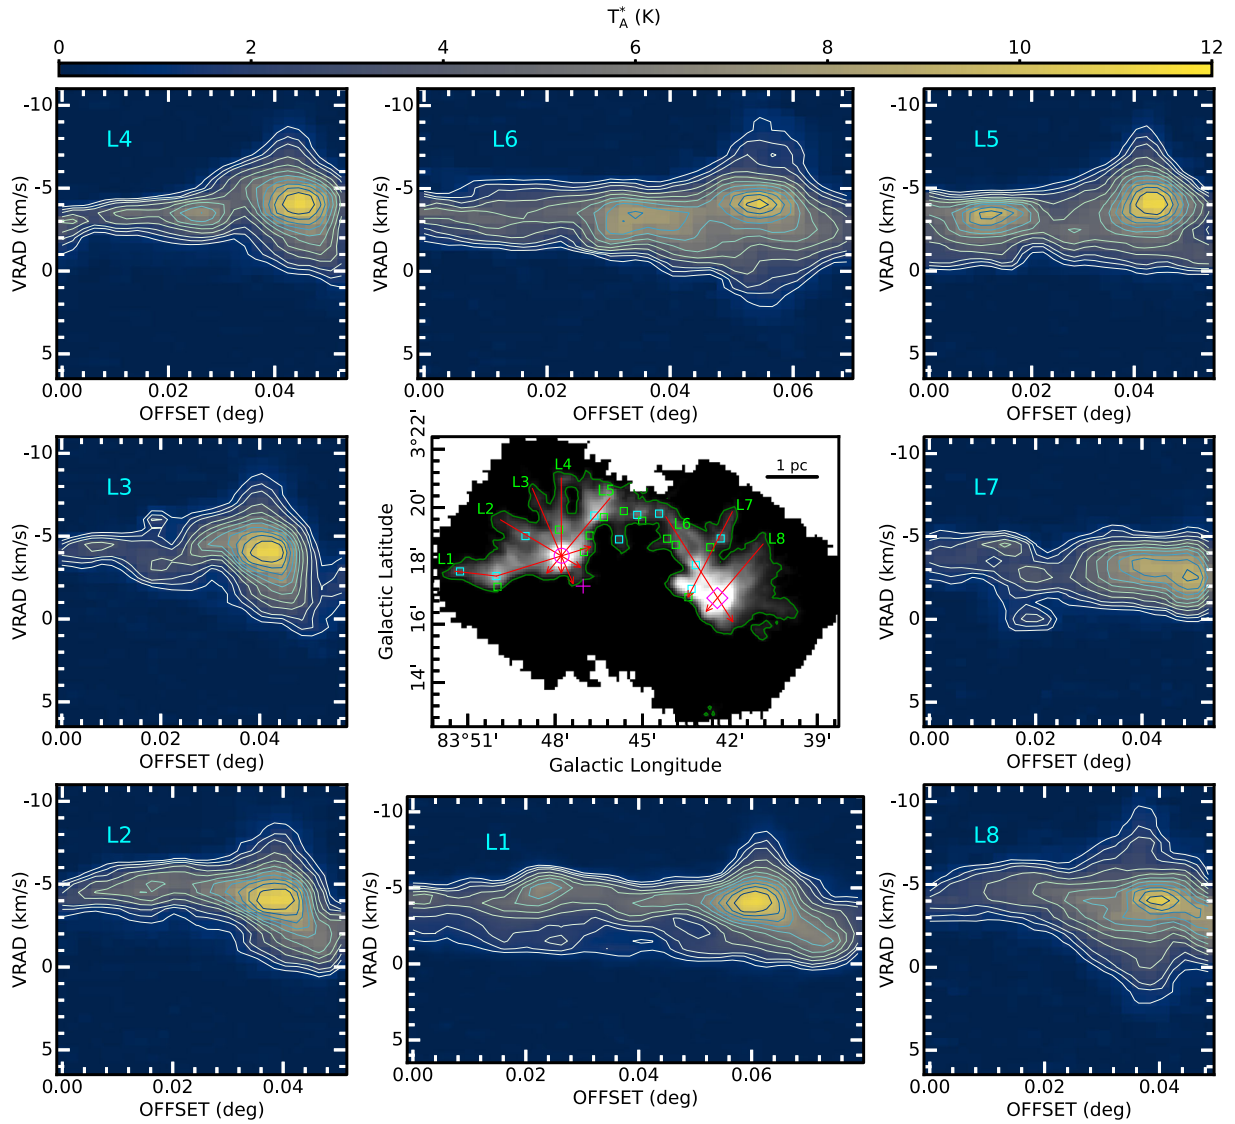 T*A (K)
0 2 4 6 8 10 12
L4
VRAD (km/s)
-10
-5
0
5
0.00 0.02 0.04
OFFSET (deg)
L6
VRAD (km/s)
-10
-5
0
5
0.00 0.02 0.04 0.06
OFFSET (deg)
L5
VRAD (km/s)
-10
-5
0
5
0.00 0.02 0.04
OFFSET (deg)
L3
VRAD (km/s)
-10
-5
0
5
0.00 0.02 0.04
OFFSET (deg)
Galactic Latitude
3°22'
20'
18'
16'
14'
1 pc
L1
L2
L3
L4
L5
L6
L7
L8
83°51' 48' 45' 42' 39'
Galactic Longitude
L7
VRAD (km/s)
-10
-5
0
5
0.00 0.02 0.04
OFFSET (deg)
L2
VRAD (km/s)
-10
-5
0
5
0.00 0.02 0.04
OFFSET (deg)
L1
VRAD (km/s)
-10
-5
0
5
0.00 0.02 0.04 0.06
OFFSET (deg)
L8
VRAD (km/s)
-10
-5
0
5
0.00 0.02 0.04
OFFSET (deg)